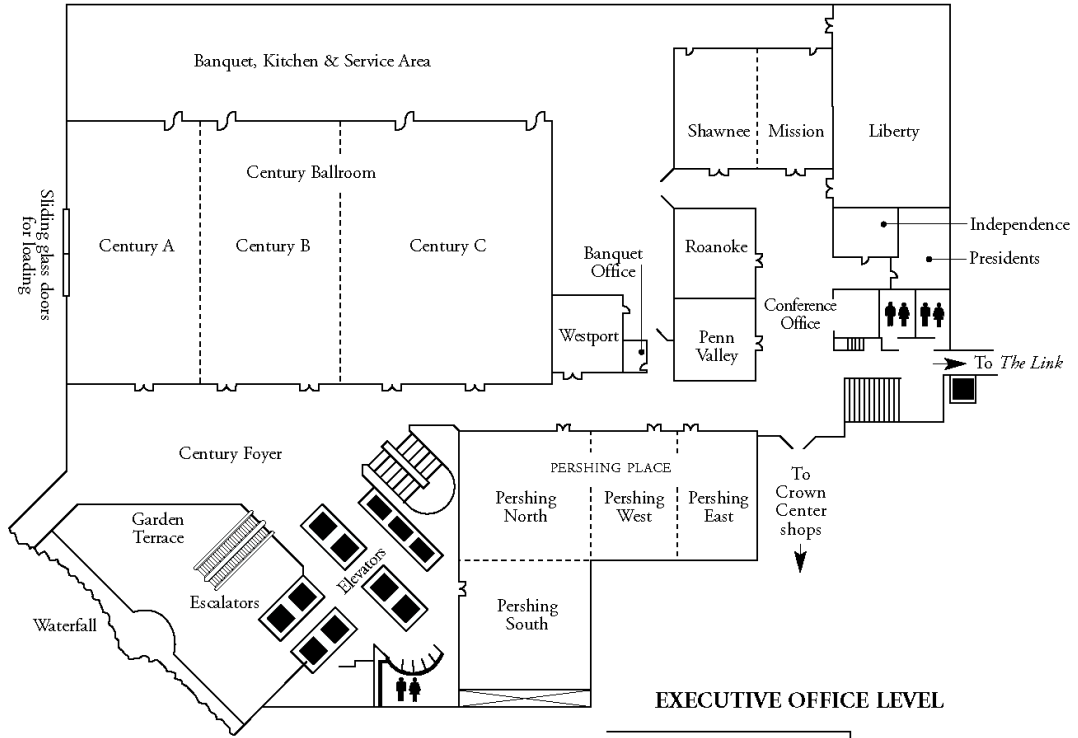 Banquet, Kitchen & Service Area
Shawnee
Mission
Liberty
Century Ballroom
Sliding glass doors
for loading
Century A
Century B
Century C
Banquet
Office
Roanoke
Independence
Presidents
Westport
Penn
Valley
Conference
Office
To The Link
Century Foyer
PERSHING PLACE
Pershing
North
Pershing
West
Pershing
East
To
Crown
Center
shops
Garden
Terrace
Elevators
Escalators
Waterfall
Pershing
South
EXECUTIVE OFFICE LEVEL